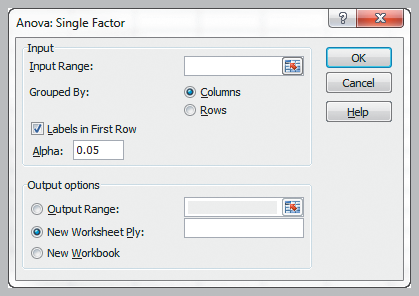 Anova: Single Factor
Input
Input Range:
Grouped By:
Columns
Rows
Labels in First Row
Alpha: 0.05
OK
Cancel
Help
Output options
Output Range:
New Worksheet Ply:
New Workbook